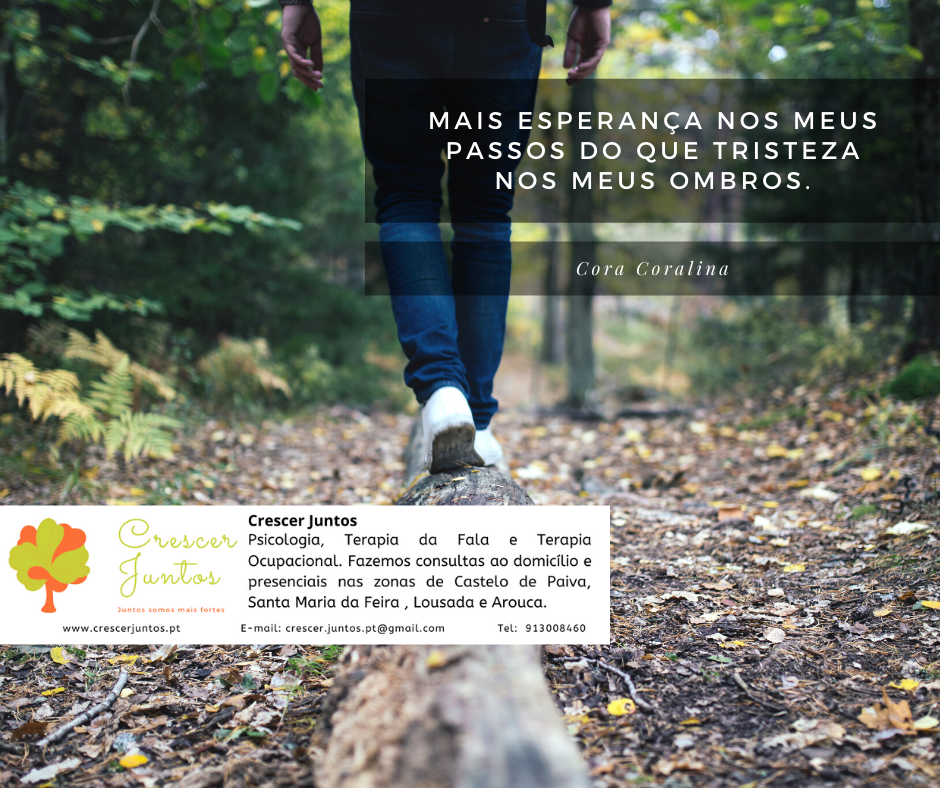 MAIS ESPERANÇA NOS MEUS
PASSOS DO QUE TRISTEZA
NOS MEUS OMBROS.
Cora Coralina
Crescer
Juntos
Juntos somos mais fortes
Crescer Juntos
Psicologia, Terapia da Fala e Terapia
Ocupacional. Fazemos consultas ao domicílio e
presenciais nas zonas de Castelo de Paiva,
Santa Maria da Feira , Lousada e Arouca.
www.crescerjuntos.pt E-mail: crescer.juntos.pt@gmail.com Tel: 913008460